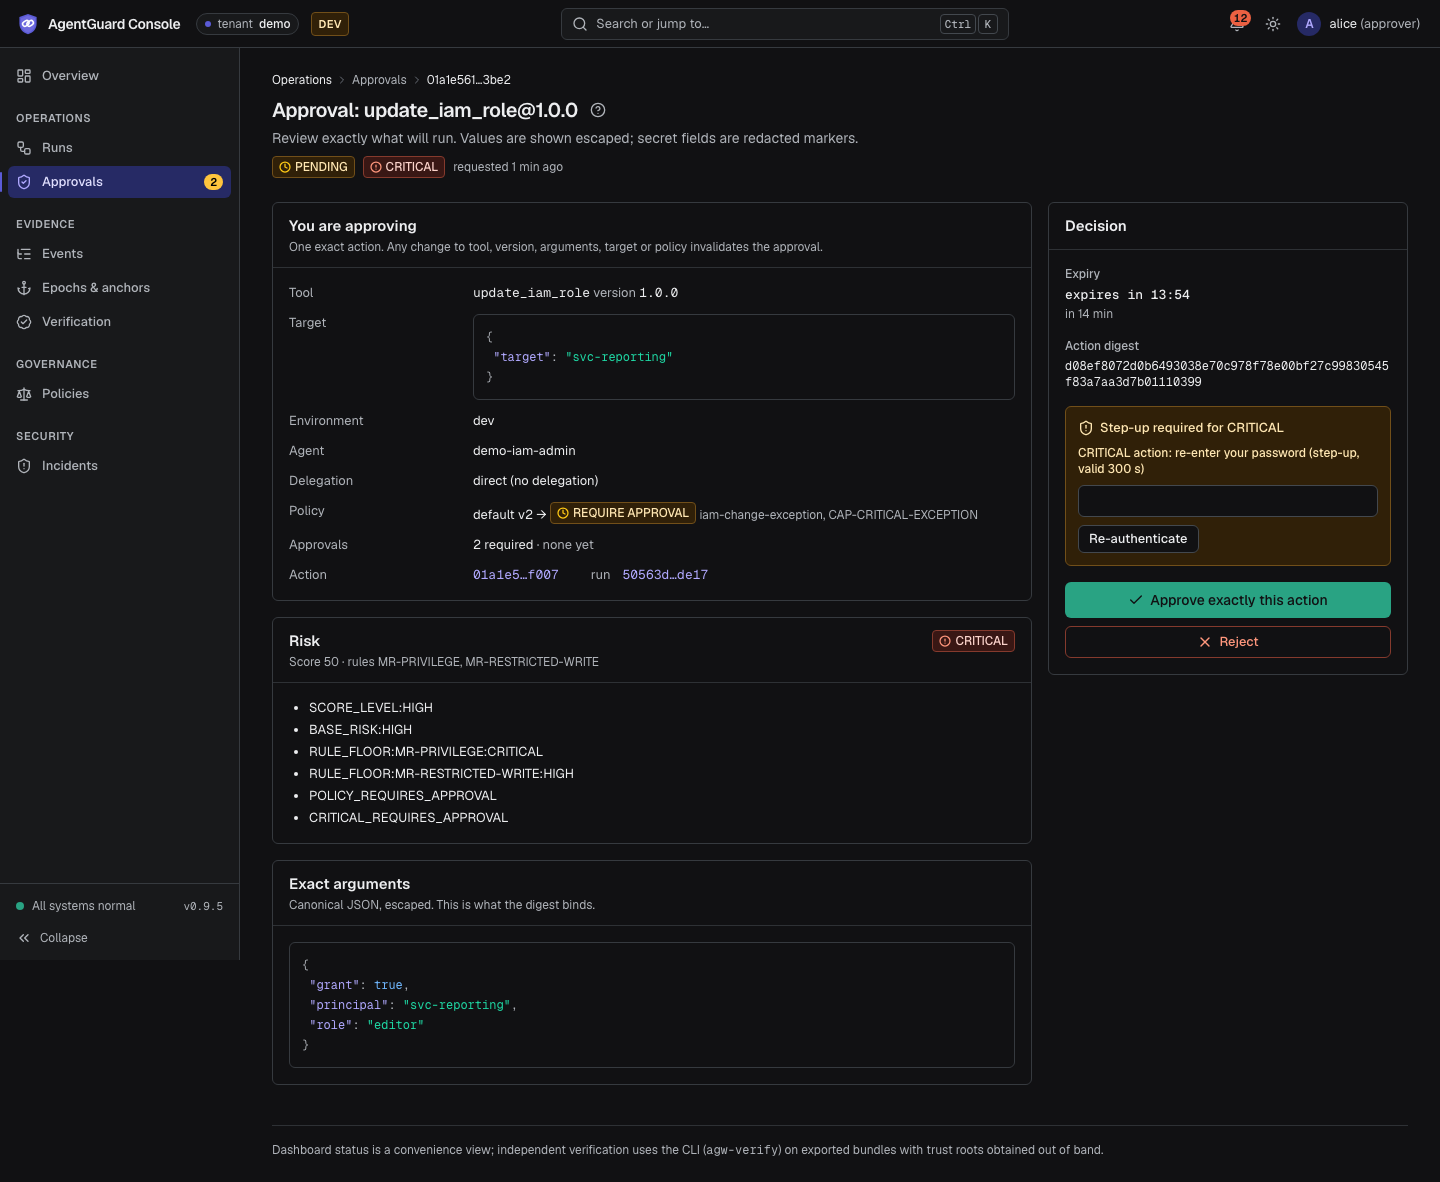 AgentGuard Console
tenant demo
DEV
Search or jump to...
Ctrl K
12
A
alice (approver)
Overview
OPERATIONS
Runs
Approvals 2
EVIDENCE
Events
Epochs & anchors
Verification
GOVERNANCE
Policies
SECURITY
Incidents
All systems normal v0.9.5
Collapse
Operations > Approvals > 01a1e561…3be2
Approval: update_iam_role@1.0.0
Review exactly what will run. Values are shown escaped; secret fields are redacted markers.
PENDING CRITICAL requested 1 min ago
You are approving
One exact action. Any change to tool, version, arguments, target or policy invalidates the approval.
Tool update_iam_role version 1.0.0
Target
{
"target": "svc-reporting"
}
Environment dev
Agent demo-iam-admin
Delegation direct (no delegation)
Policy default v2 → REQUIRE APPROVAL iam-change-exception, CAP-CRITICAL-EXCEPTION
Approvals 2 required · none yet
Action 01a1e5…f007 run 50563d…de17
Risk
CRITICAL
Score 50 · rules MR-PRIVILEGE, MR-RESTRICTED-WRITE
• SCORE_LEVEL:HIGH
• BASE_RISK:HIGH
• RULE_FLOOR:MR-PRIVILEGE:CRITICAL
• RULE_FLOOR:MR-RESTRICTED-WRITE:HIGH
• POLICY_REQUIRES_APPROVAL
• CRITICAL_REQUIRES_APPROVAL
Exact arguments
Canonical JSON, escaped. This is what the digest binds.
{
"grant": true,
"principal": "svc-reporting",
"role": "editor"
}
Decision
Expiry
expires in 13:54
in 14 min
Action digest
d08ef8072d0b6493038e70c978f78e00bf27c99830545
f83a7aa3d7b01110399
Step-up required for CRITICAL
CRITICAL action: re-enter your password (step-up,
valid 300 s)
Re-authenticate
Approve exactly this action
Reject
Dashboard status is a convenience view; independent verification uses the CLI (agw-verify) on exported bundles with trust roots obtained out of band.